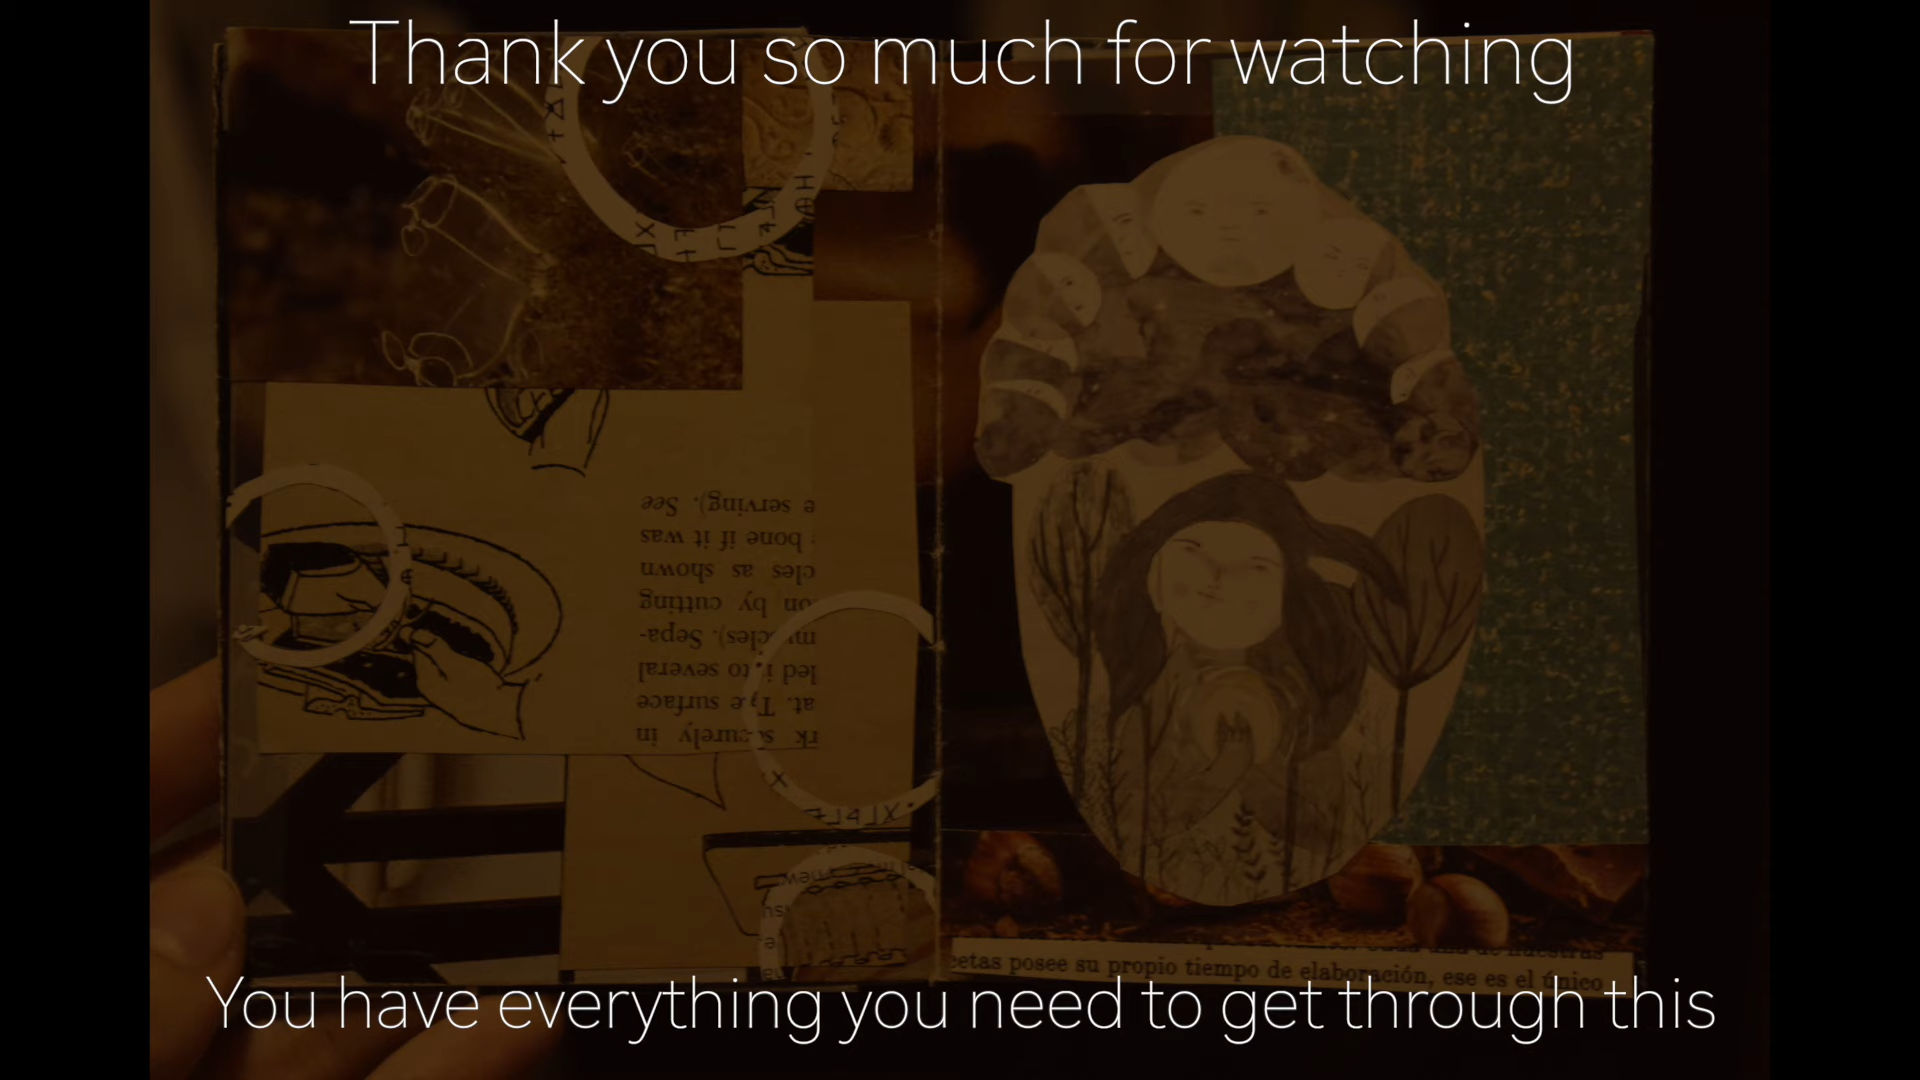 Thank you so much for watching
e serving). See
bone if it was
cles as shown
on by cutting
muscles). Sepa-
led into several
at. The surface
rk securely in
cetas posee su propio tiempo de elaboración, ese es el único
You have everything you need to get through this